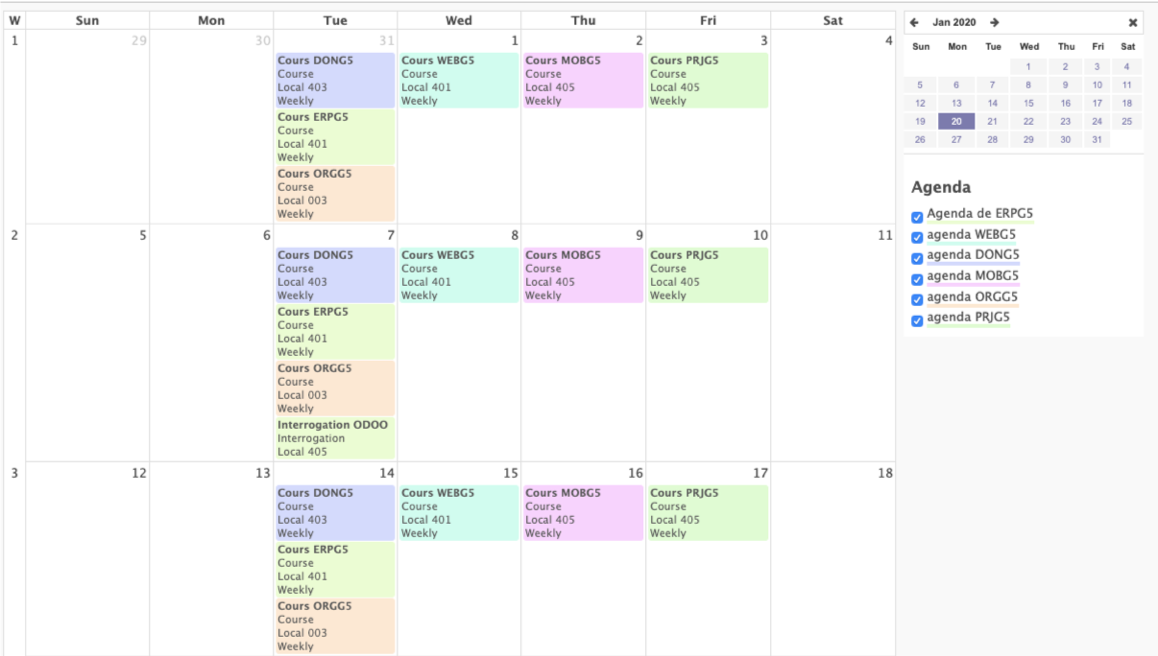 W Sun Mon Tue Wed Thu Fri Sat
1 29 30 31 1 2 3 4
Cours DONG5 Cours WEBG5 Cours MOBG5 Cours PRJG5
Course Course Course Course
Local 403 Local 401 Local 405 Local 405
Weekly Weekly Weekly Weekly
Cours ERPG5
Course
Local 401
Weekly
Cours ORGG5
Course
Local 003
Weekly
2 5 6 7 8 9 10 11
Cours DONG5 Cours WEBG5 Cours MOBG5 Cours PRJG5
Course Course Course Course
Local 403 Local 401 Local 405 Local 405
Weekly Weekly Weekly Weekly
Cours ERPG5
Course
Local 401
Weekly
Cours ORGG5
Course
Local 003
Weekly
Interrogation ODOO
Interrogation
Local 405
3 12 13 14 15 16 17 18
Cours DONG5 Cours WEBG5 Cours MOBG5 Cours PRJG5
Course Course Course Course
Local 403 Local 401 Local 405 Local 405
Weekly Weekly Weekly Weekly
Cours ERPG5
Course
Local 401
Weekly
Cours ORGG5
Course
Local 003
Weekly
Jan 2020
Sun Mon Tue Wed Thu Fri Sat
1 2 3 4
5 6 7 8 9 10 11
12 13 14 15 16 17 18
19 20 21 22 23 24 25
26 27 28 29 30 31
Agenda
Agenda de ERPG5
agenda WEBG5
agenda DONG5
agenda MOBG5
agenda ORGG5
agenda PRJG5